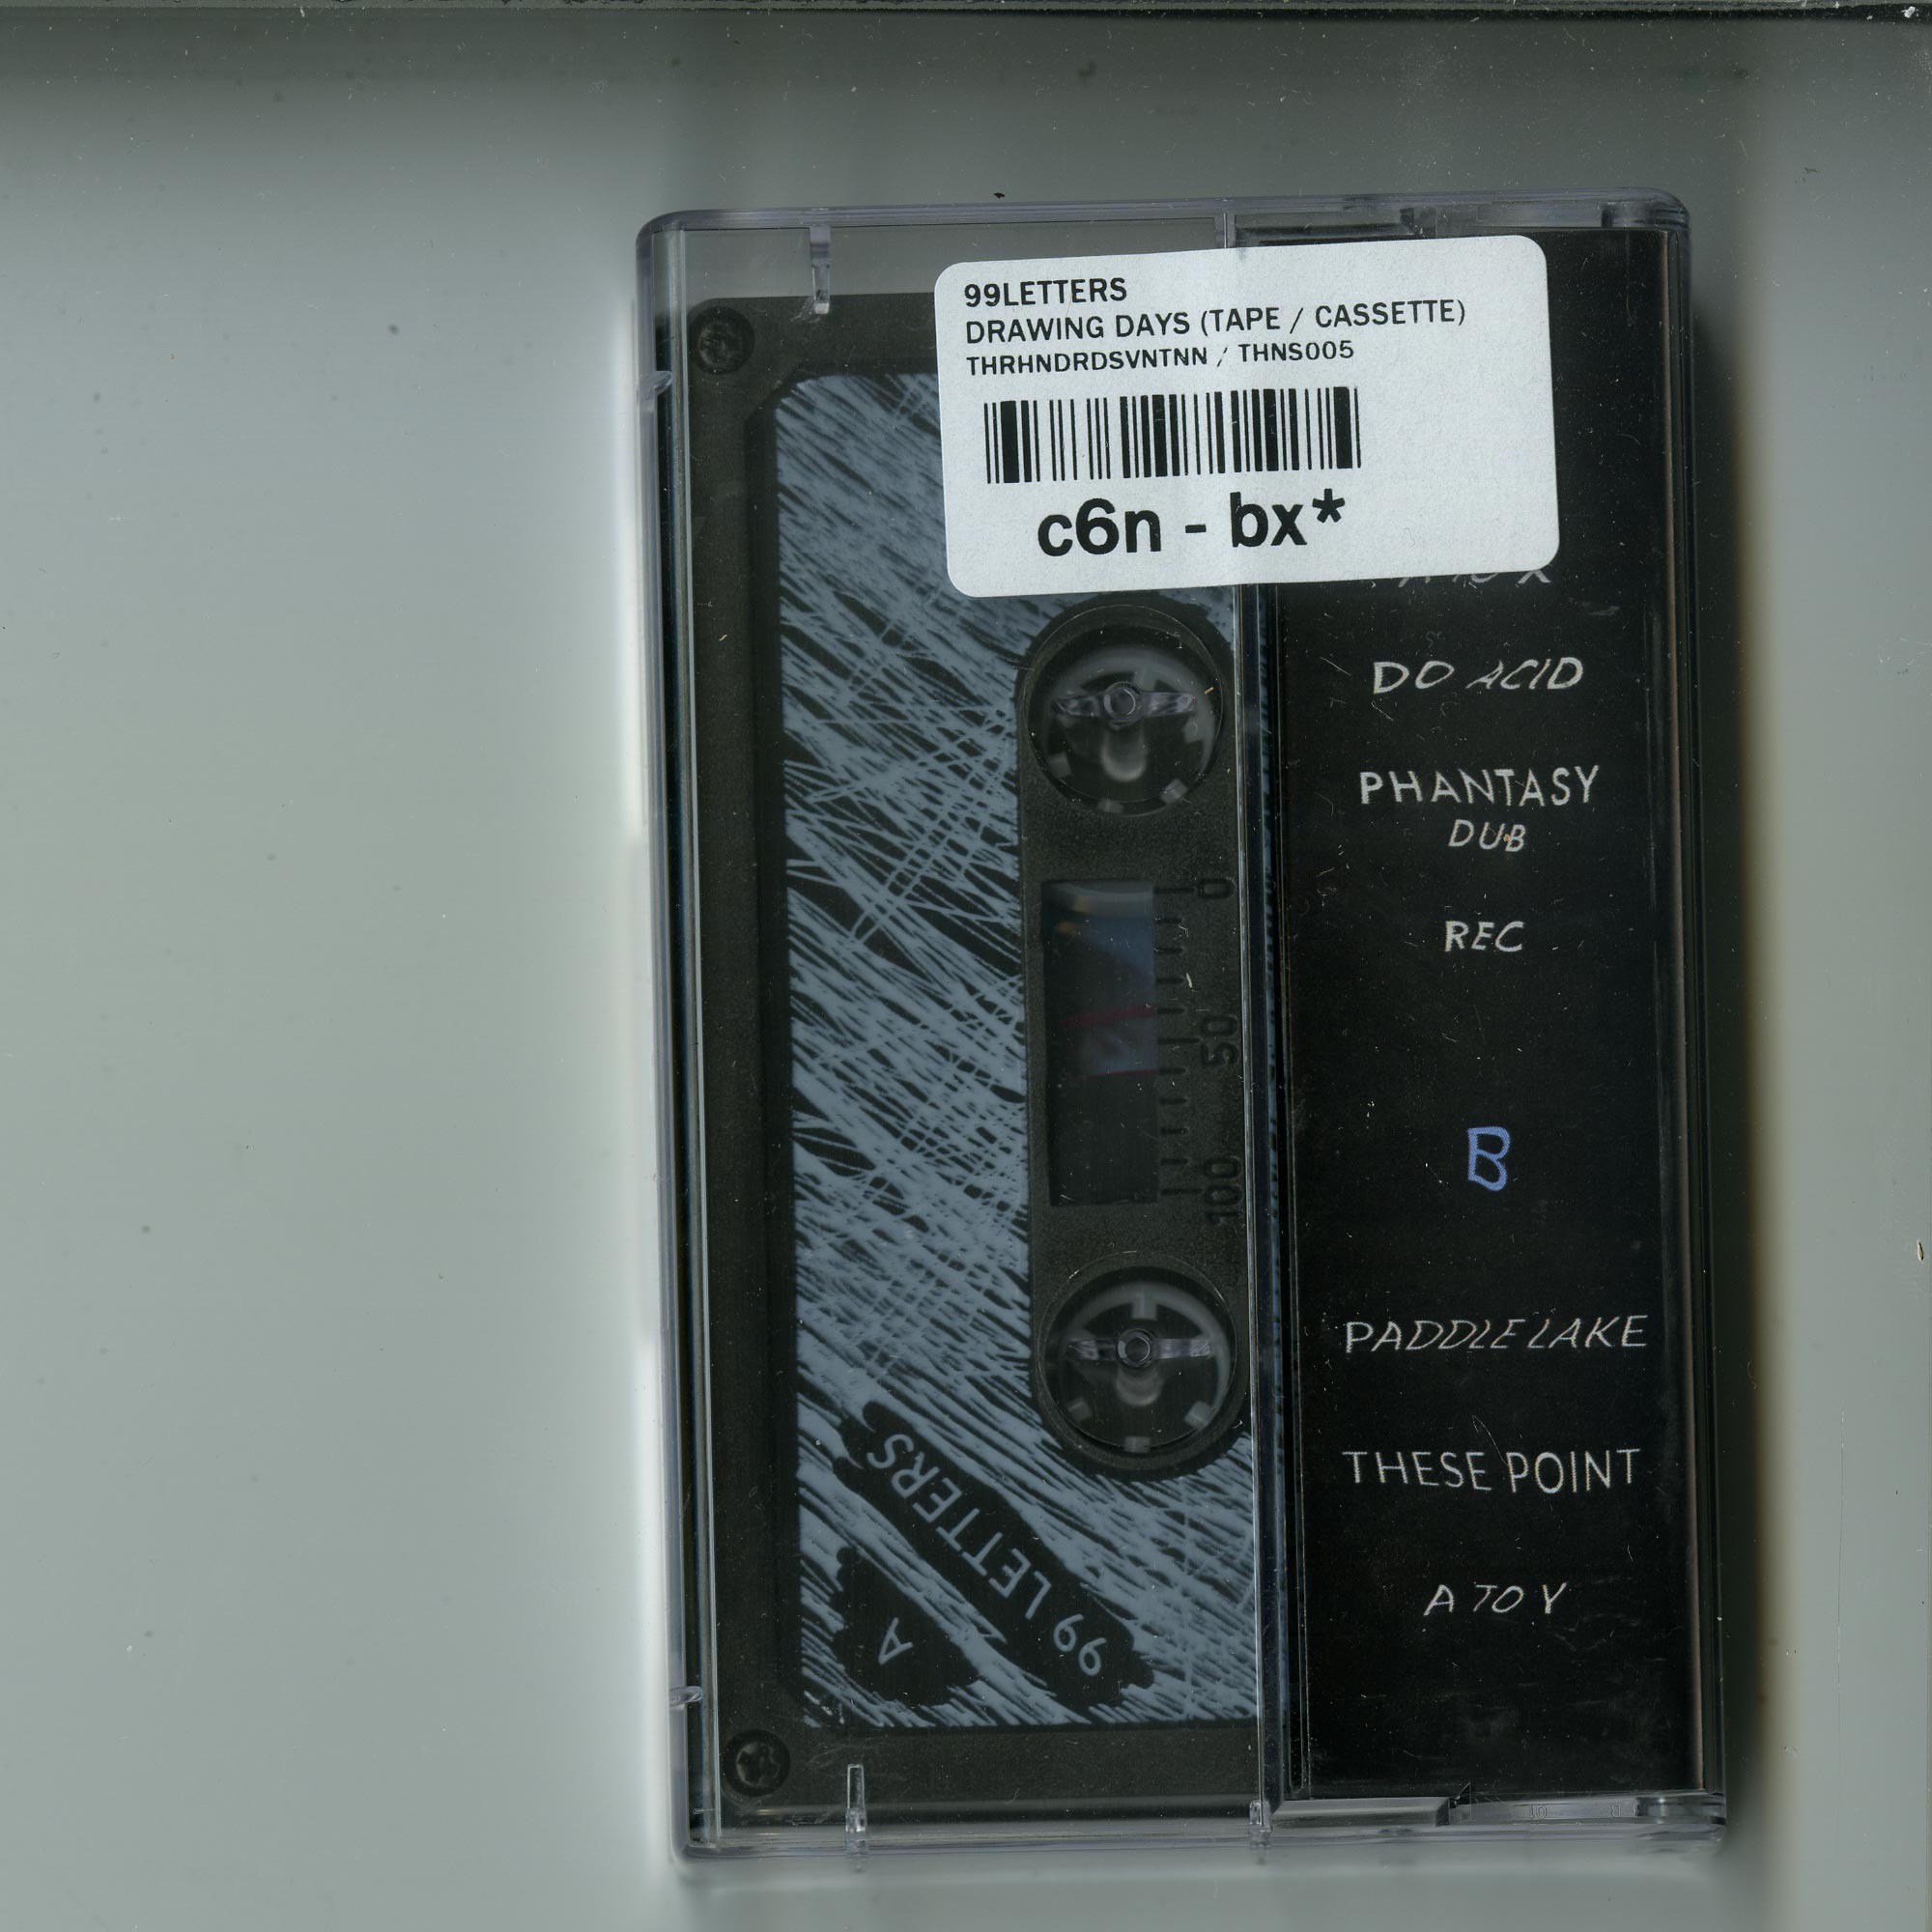 99LETTERS
DRAWING DAYS (TAPE / CASSETTE)
THRHNDRDSVNTNN / THNS005
c6n - bx*
DO ACID
PHANTASY
DUB
REC
B
PADDLE LAKE
THESE POINT
A TO Y
0
50
100
99 LETTERS
A